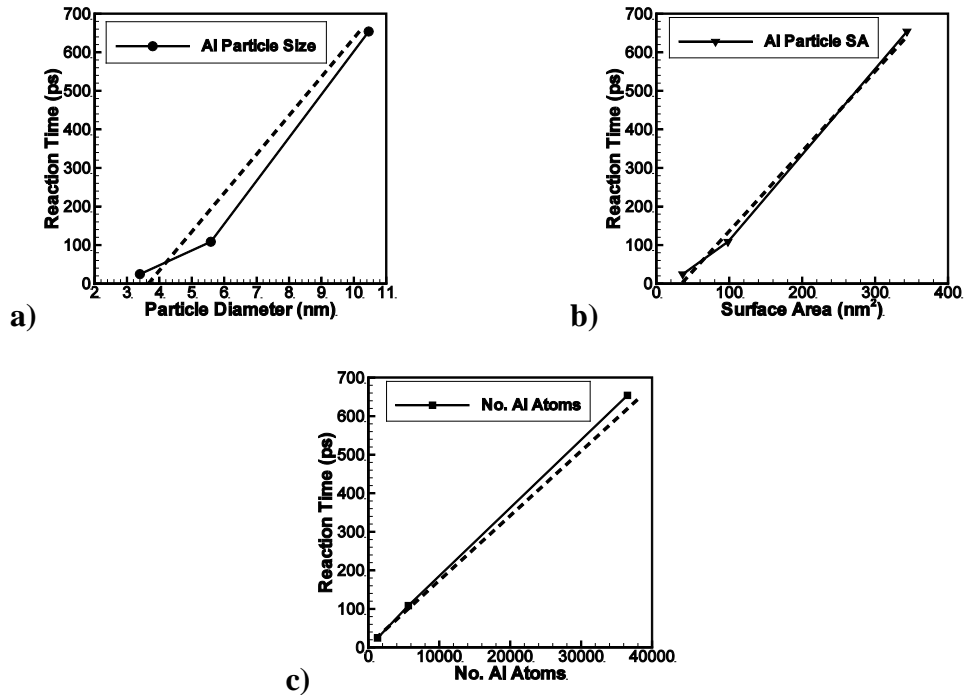 700
600
500
400
300
200
100
0
Reaction Time (ps)
Al Particle Size
2. 3. 4. 5. 6. 7. 8. 9. 10. 11.
Particle Diameter (nm)
a)
700
600
500
400
300
200
100
0
Reaction Time (ps)
Al Particle SA
0. 100 200 300 400
Surface Area (nm²)
b)
700
600
500
400
300
200
100
0
Reaction Time (ps)
No. Al Atoms
0. 10000 20000 30000 40000
No. Al Atoms
c)